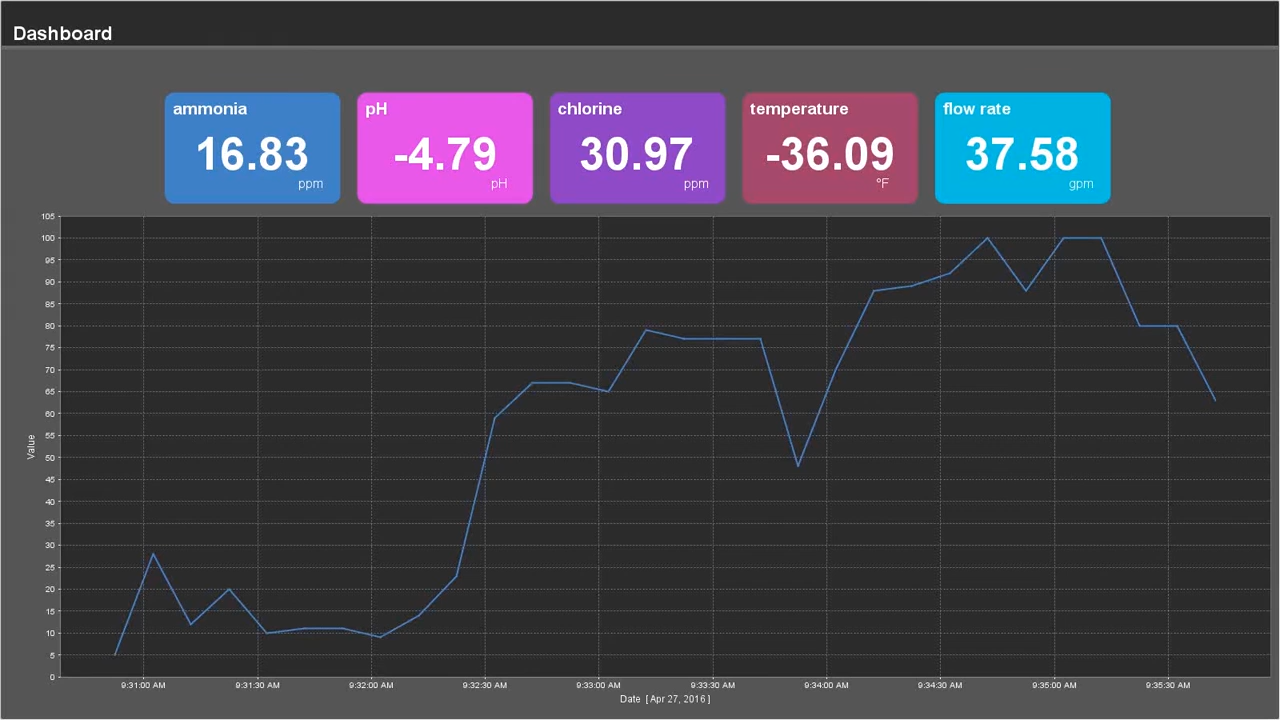 Dashboard
ammonia
16.83
ppm
pH
-4.79
pH
chlorine
30.97
ppm
temperature
-36.09
°F
flow rate
37.58
gpm
105
100
95
90
85
80
75
70
65
60
55
50
45
40
35
30
25
20
15
10
5
0
Value
9:31:00 AM 9:31:30 AM 9:32:00 AM 9:32:30 AM 9:33:00 AM 9:33:30 AM 9:34:00 AM 9:34:30 AM 9:35:00 AM 9:35:30 AM
Date [ Apr 27, 2016 ]